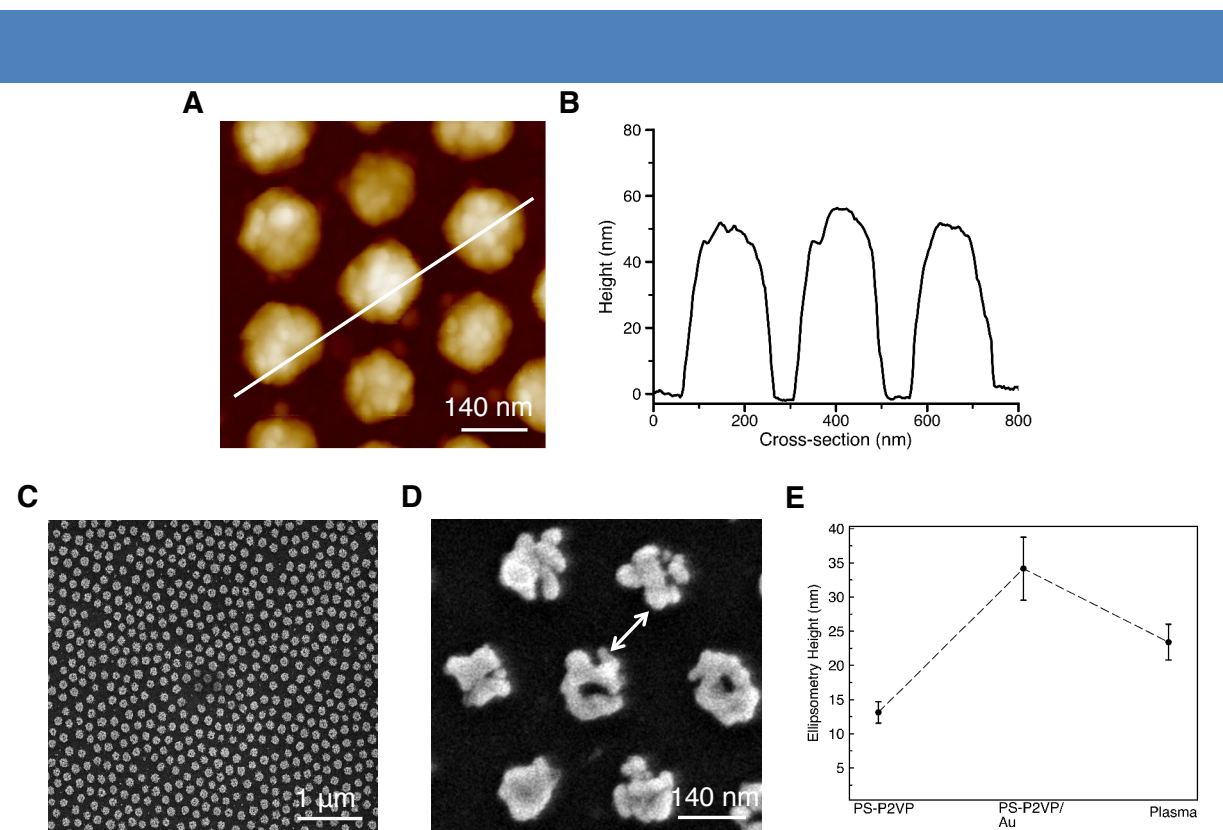 A
140 nm
B
Height (nm)
80
60
40
20
0
0
200
400
600
800
Cross-section (nm)
C
1 μm
D
140 nm
E
Ellipsometry Height (nm)
40
35
30
25
20
15
10
5
PS-P2VP
PS-P2VP/
Au
Plasma